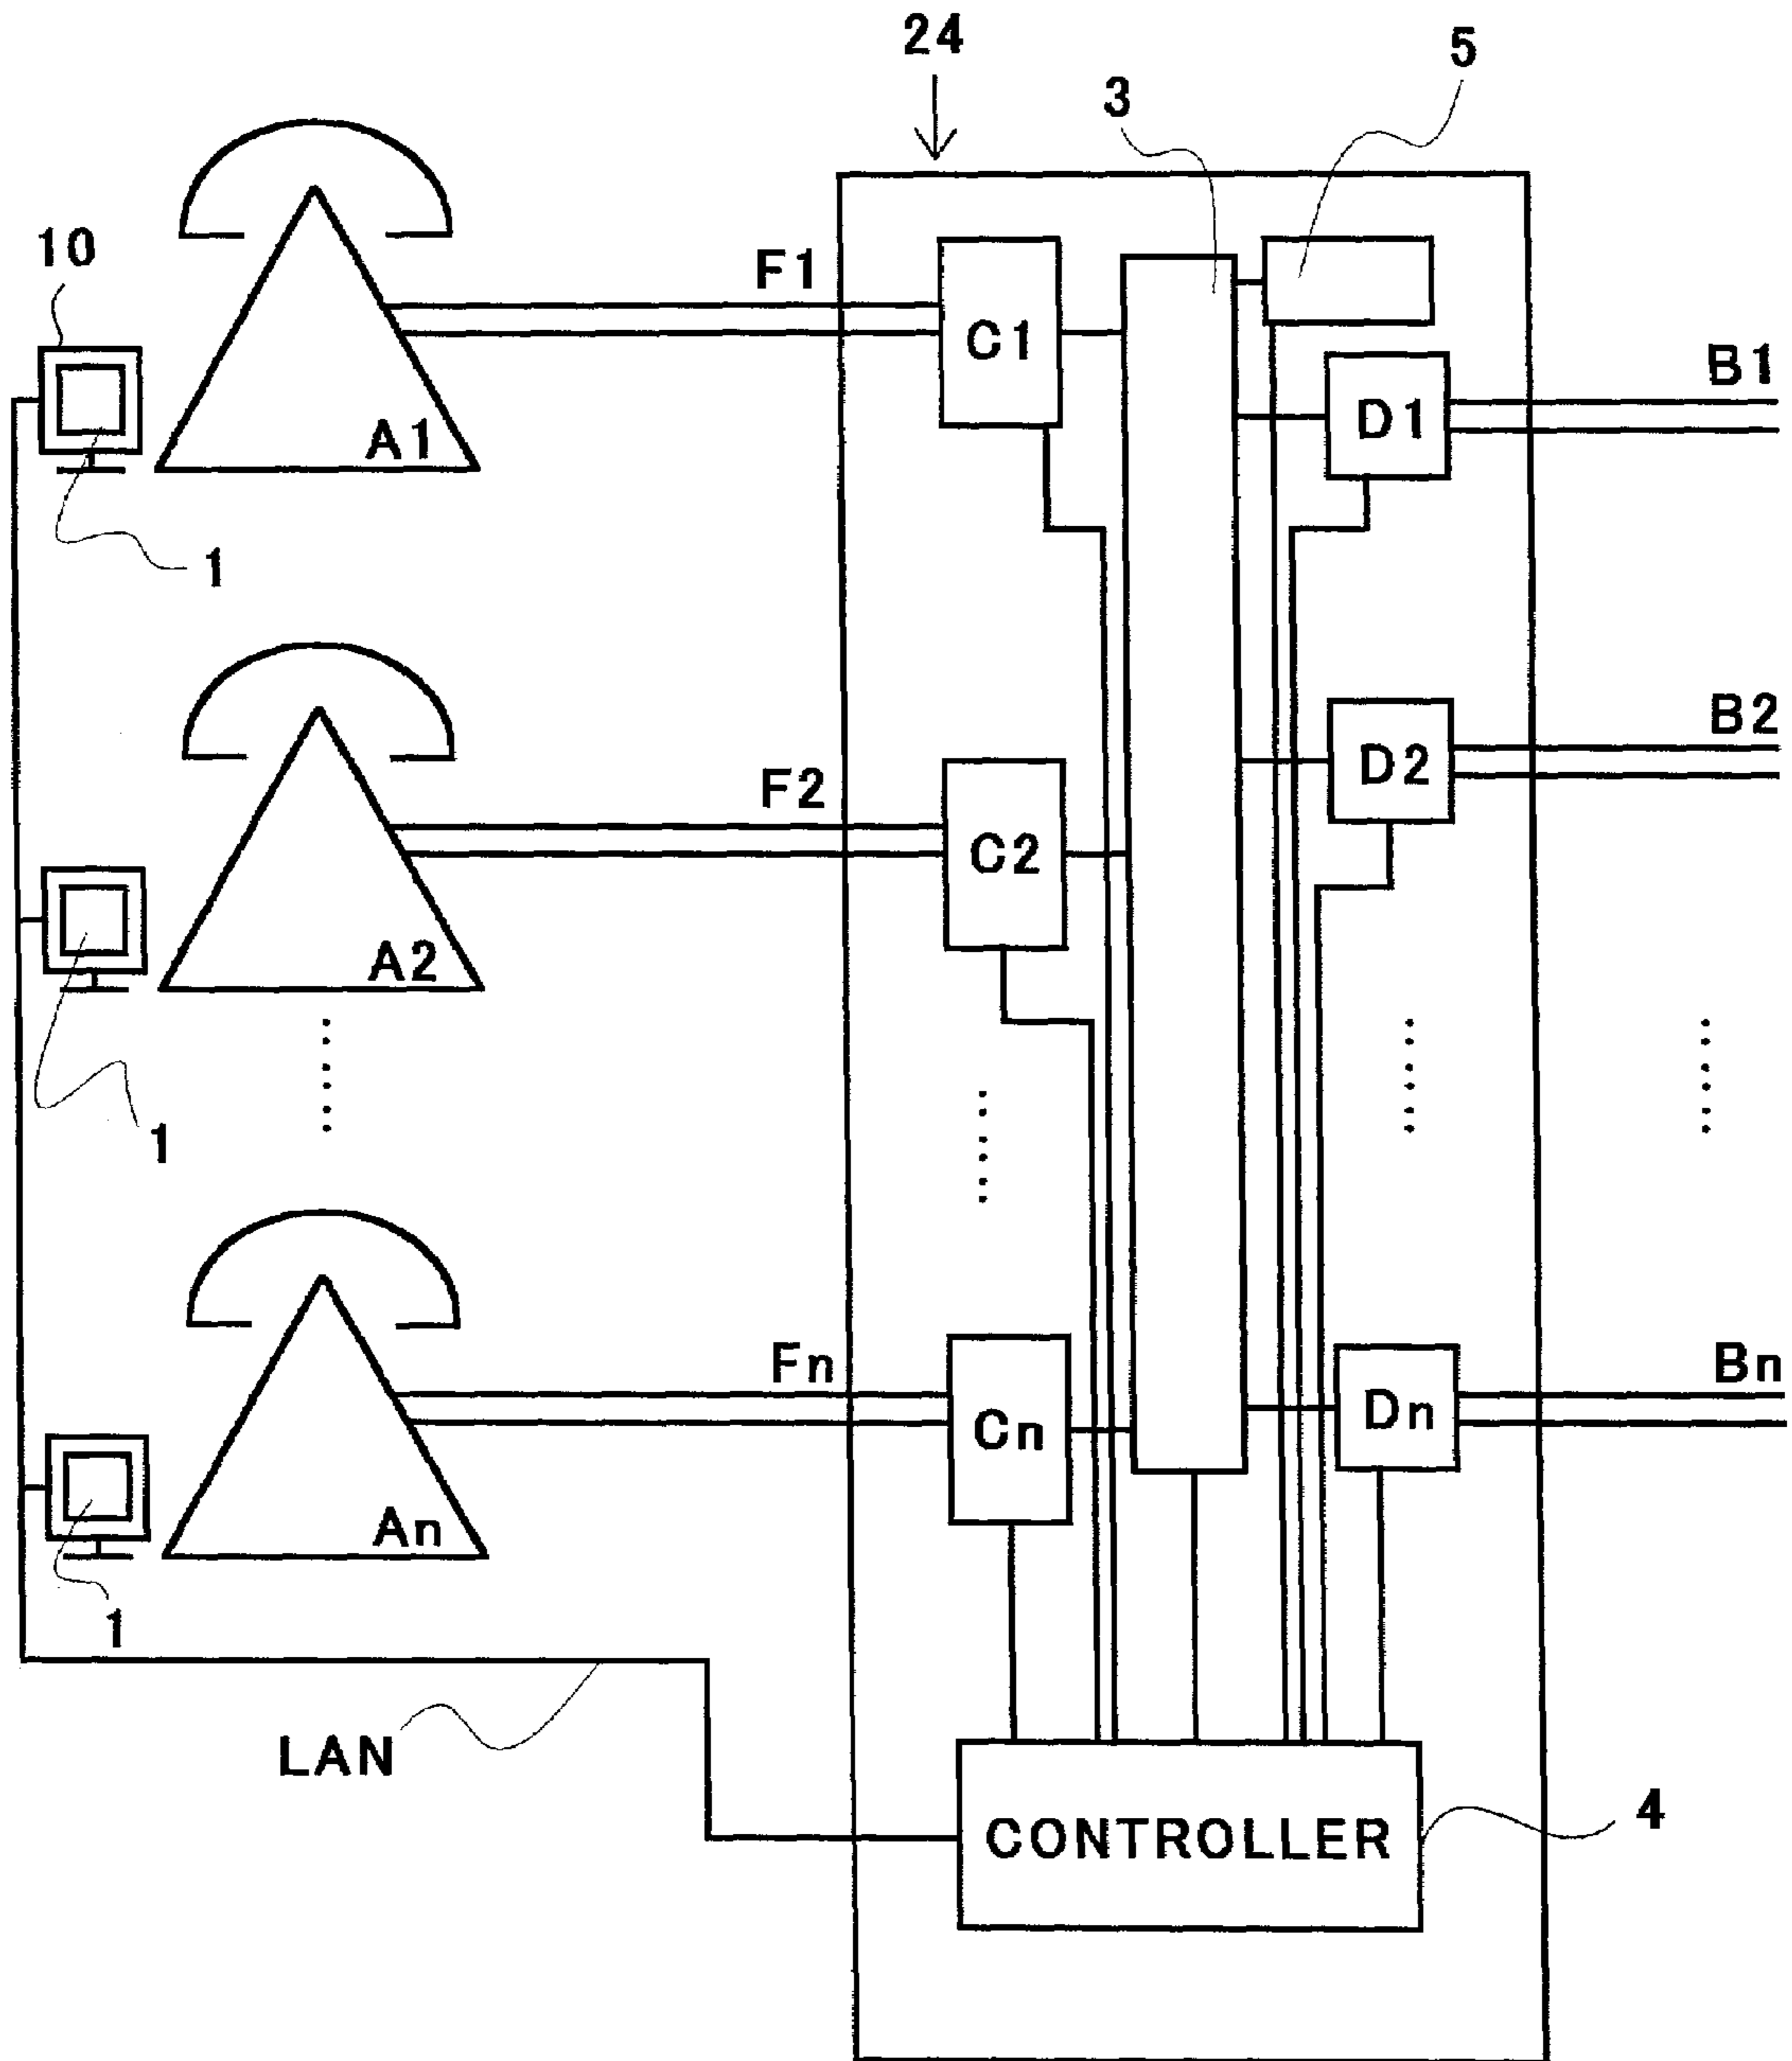 24
5
3
10
F1
C1
B1
D1
A1
1
B2
F2
D2
C2
A2
1
Fn
Bn
Cn
Dn
An
1
LAN
CONTROLLER
4